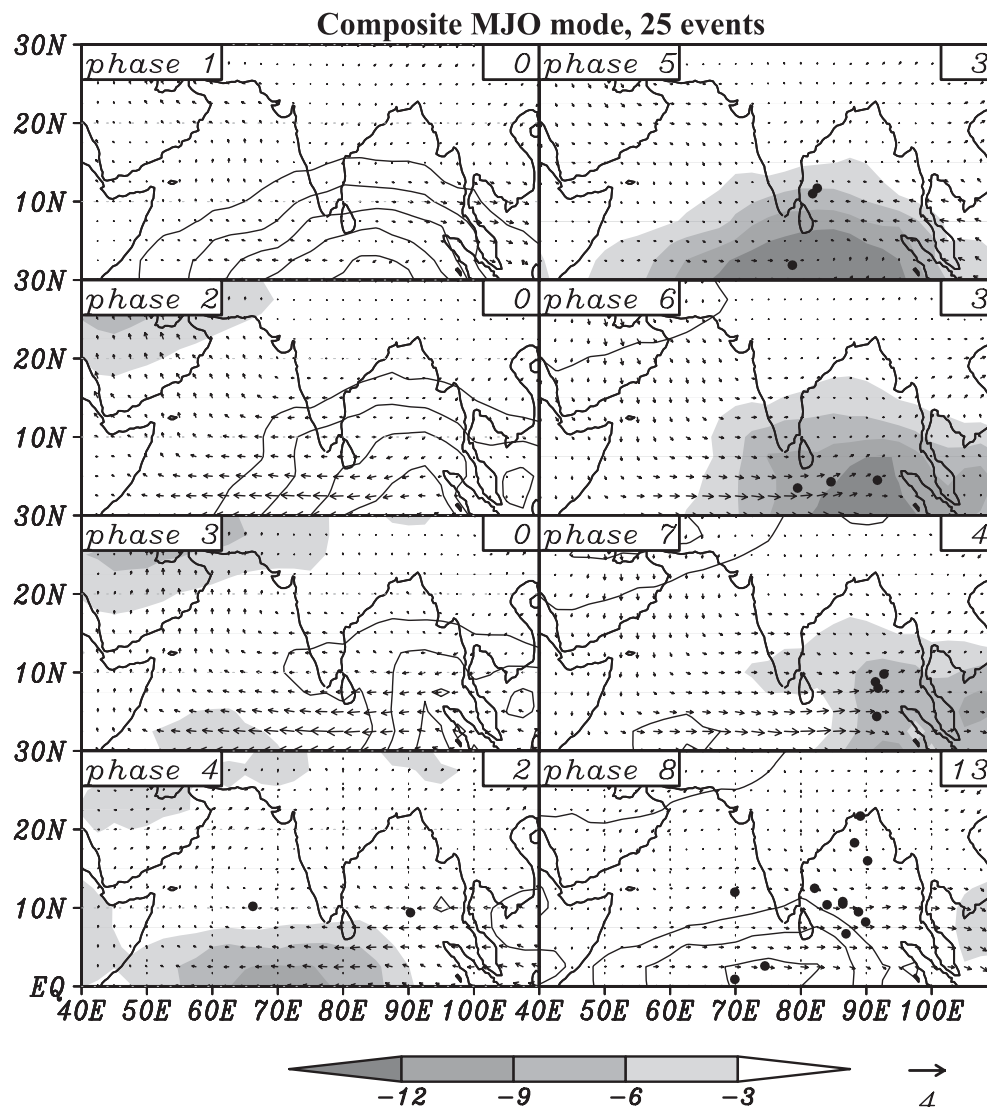 Composite MJO mode, 25 events
30N
phase 1 0 phase 5 3
20N
10N
30N
phase 2 0 phase 6 3
20N
10N
30N
phase 3 0 phase 7 4
20N
10N
30N
phase 4 2 phase 8 13
20N
10N
EQ
40E 50E 60E 70E 80E 90E 100E 40E 50E 60E 70E 80E 90E 100E
-12 -9 -6 -3 4